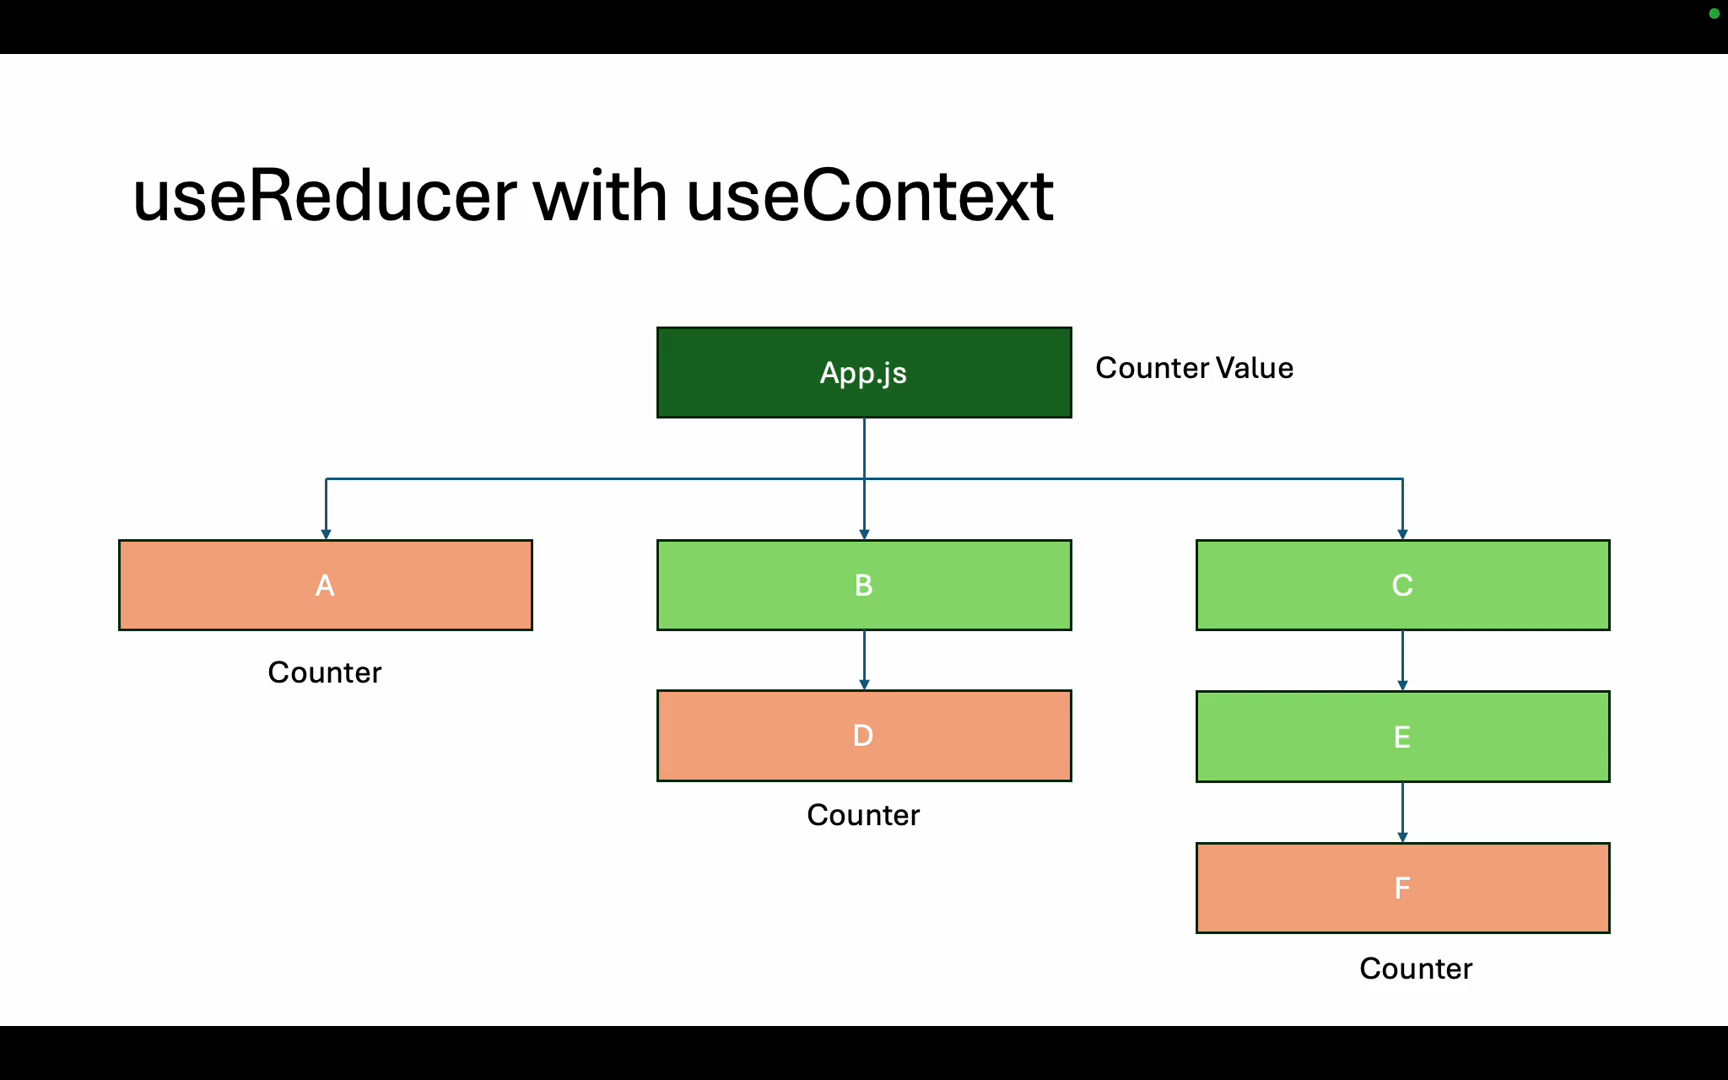 useReducer with useContext
App.js
Counter Value
A
B
C
Counter
D
E
Counter
F
Counter